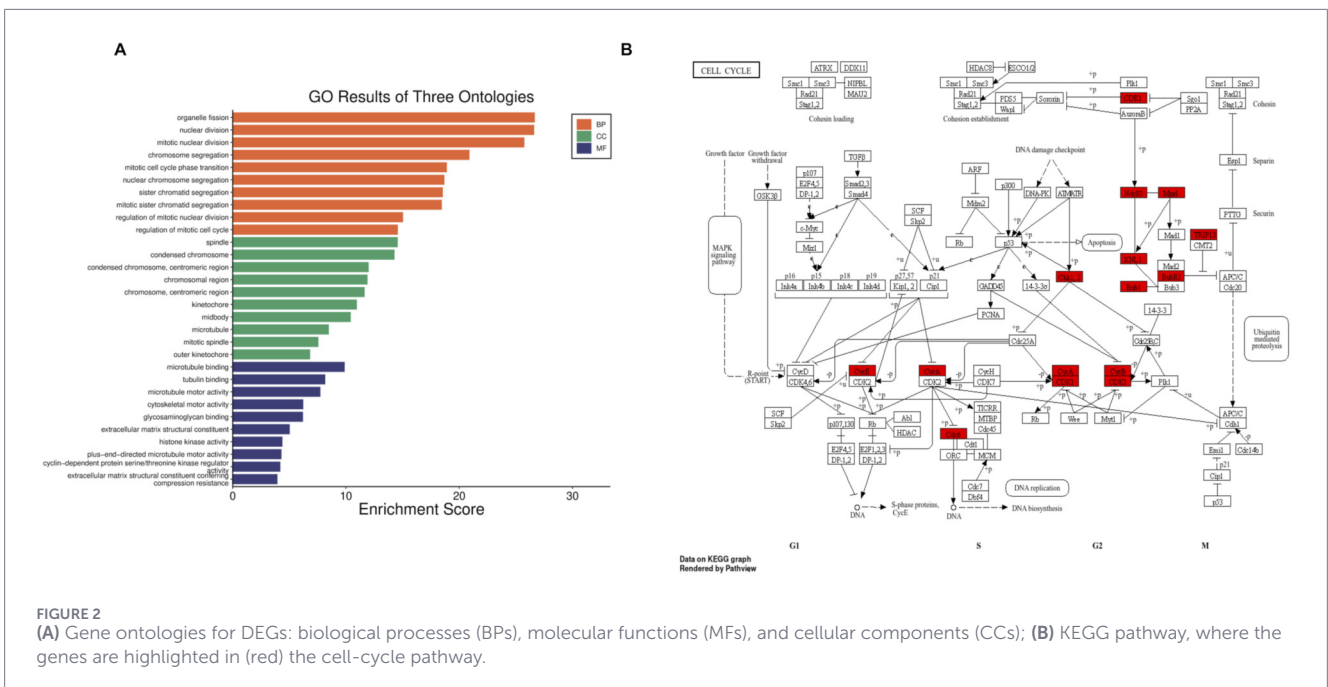 A
GO Results of Three Ontologies
organelle fission
nuclear division
mitotic nuclear division
chromosome segregation
mitotic cell cycle phase transition
nuclear chromosome segregation
sister chromatid segregation
mitotic sister chromatid segregation
regulation of mitotic nuclear division
regulation of mitotic cell cycle
spindle
condensed chromosome
condensed chromosome, centromeric region
chromosomal region
chromosome, centromeric region
kinetochore
midbody
microtubule
mitotic spindle
outer kinetochore
microtubule binding
tubulin binding
microtubule motor activity
cytoskeletal motor activity
glycosaminoglycan binding
extracellular matrix structural constituent
histone kinase activity
plus-end-directed microtubule motor activity
cyclin-dependent protein serine/threonine kinase regulator
activity
extracellular matrix structural constituent conferring
compression resistance
0 10 20 30
Enrichment Score
BP
CC
MF
B
CELL CYCLE
ATRX DDX11
Smc1 Smc3 NIPBL
Rad21 MAU2
Stag1,2
Cohesin loading
HDAC8 ESCO1/2
Smc1 Smc3
Rad21
Stag1,2
PDS5
Wapl
Sororin
Cohesion establishment
+p
Plk1
+p
+p
AuroraB
Sgo1
PP2A
Smc1 Smc3
Rad21
Stag1,2
Cohesin
+p
Esp1
Separin
PTTG
Securin
Growth factor
Growth factor
withdrawal
GSK3β
MAPK
signaling
pathway
p107
E2F4,5
DP-1,2
TGFβ
Smad2,3
Smad4
c-Myc
Miz1
e
e
SCF
Skp2
ARF
Mdm2
Rb
p300
DNA damage checkpoint
DNA-PK
ATM/ATR
+p
+p
+p
p53
Apoptosis
Mad1
Mad2
Bub3
CMT2
+u
APC/C
Cdc20
p16 p15 p18 p19
Ink4a Ink4b Ink4c Ink4d
p27,57
Kip1, 2
p21
Cip1
+u
e
e
e
GADD45
14-3-3σ
PCNA
Cdc25A
+p
+p
14-3-3
Ubiquitin
mediated
proteolysis
R-point
(START)
+p
CycD
CDK4,6
-p
+u
CDK2
-p
CDK2
-p
CycH
CDK7
-p
-p
Plk1
SCF
Skp2
+p
+p
p107,130
E2F4,5
DP-1,2
Rb
E2F1,2,3
DP-1,2
Abl
HDAC
+p
+p
TICRR
MTBP
Cdc45
Cdt1
ORC
MCM
Cdc7
Dbf4
+p
+p
Rb
Wee
Myt1
+p
+p
+u
APC/C
Cdh1
Emi1
Cdc14b
p21
Cip1
p53
DNA
S-phase proteins,
CycE
DNA
DNA biosynthesis
DNA replication
G1 S G2 M
Data on KEGG graph
Rendered by Pathview
FIGURE 2
(A) Gene ontologies for DEGs: biological processes (BPs), molecular functions (MFs), and cellular components (CCs); (B) KEGG pathway, where the
genes are highlighted in (red) the cell-cycle pathway.